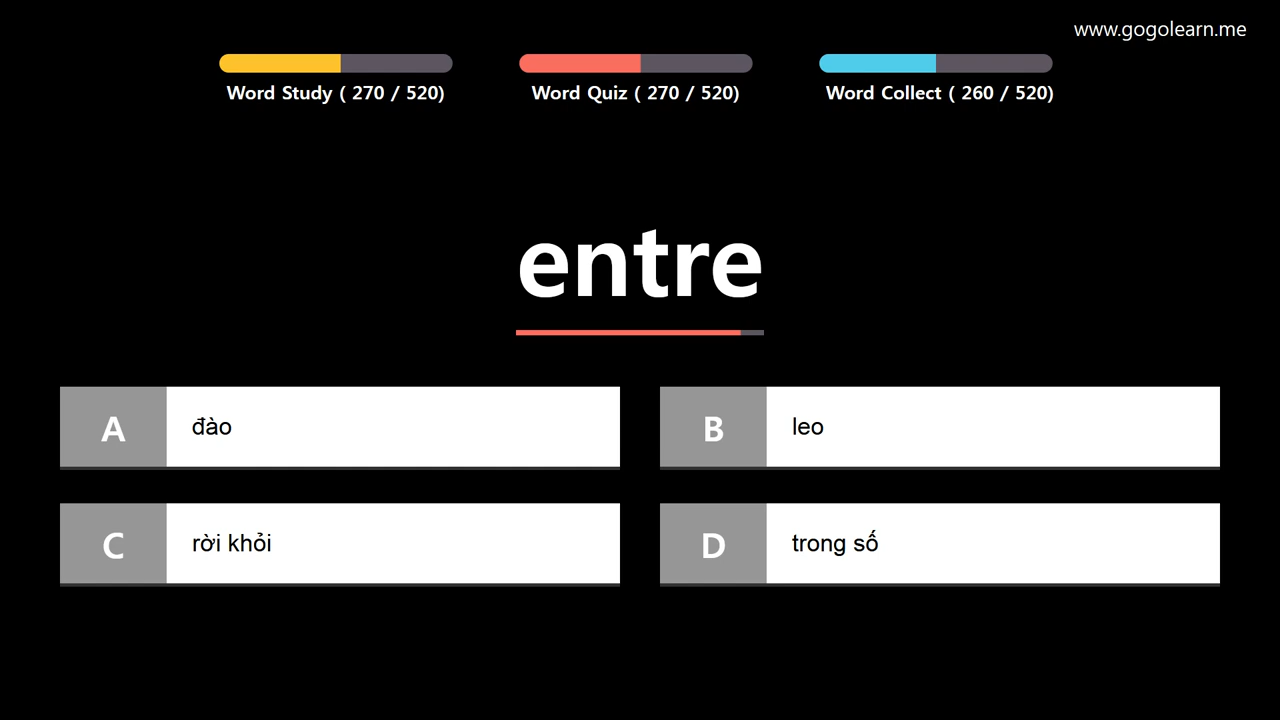 www.gogolearn.me
Word Study ( 270 / 520)
Word Quiz ( 270 / 520)
Word Collect ( 260 / 520)
entre
A đào
B leo
C rời khỏi
D trong số